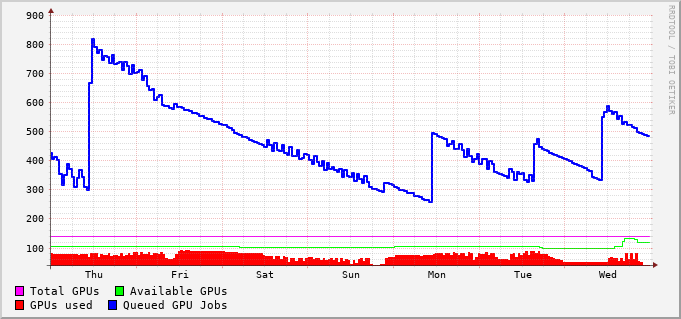 900
800
700
600
500
400
300
200
100
Thu Fri Sat Sun Mon Tue Wed
Total GPUs Available GPUs
GPUs used Queued GPU Jobs
RRDTOOL / TOBI OETIKER